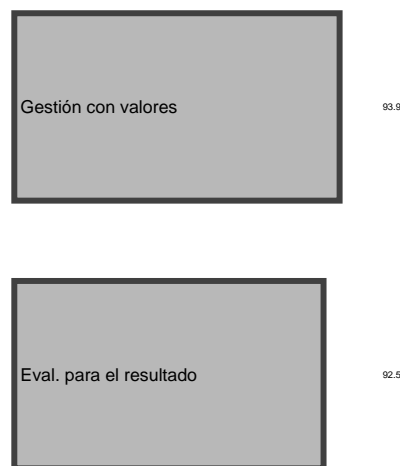 Gestión con valores 93.9
Eval. para el resultado 92.5